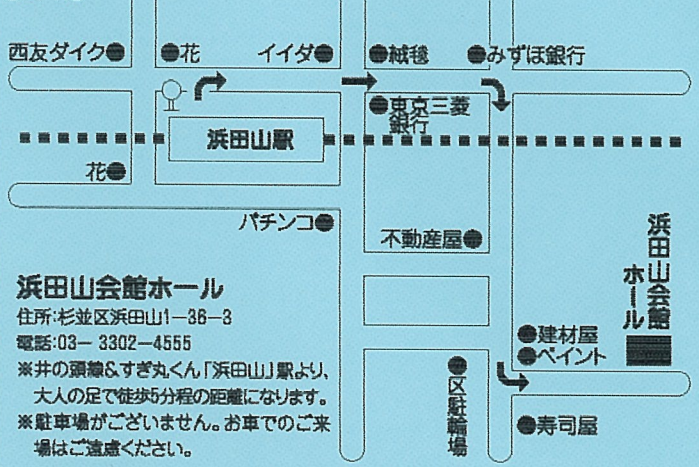 西友ダイク●
●花
イイダ●
●絨毯
●みずほ銀行
●東京三菱
銀行
浜田山駅
花●
パチンコ●
不動産屋●
浜田山会館
ホール
浜田山会館ホール
住所:杉並区浜田山1-36-3
電話:03- 3302-4555
※井の頭線&すぎ丸くん「浜田山」駅より、
大人の足で徒歩5分程の距離になります。
※駐車場がございません。お車でのご来
場はご遠慮ください。
●建材屋
●ペイント
●区駐輪場
●寿司屋